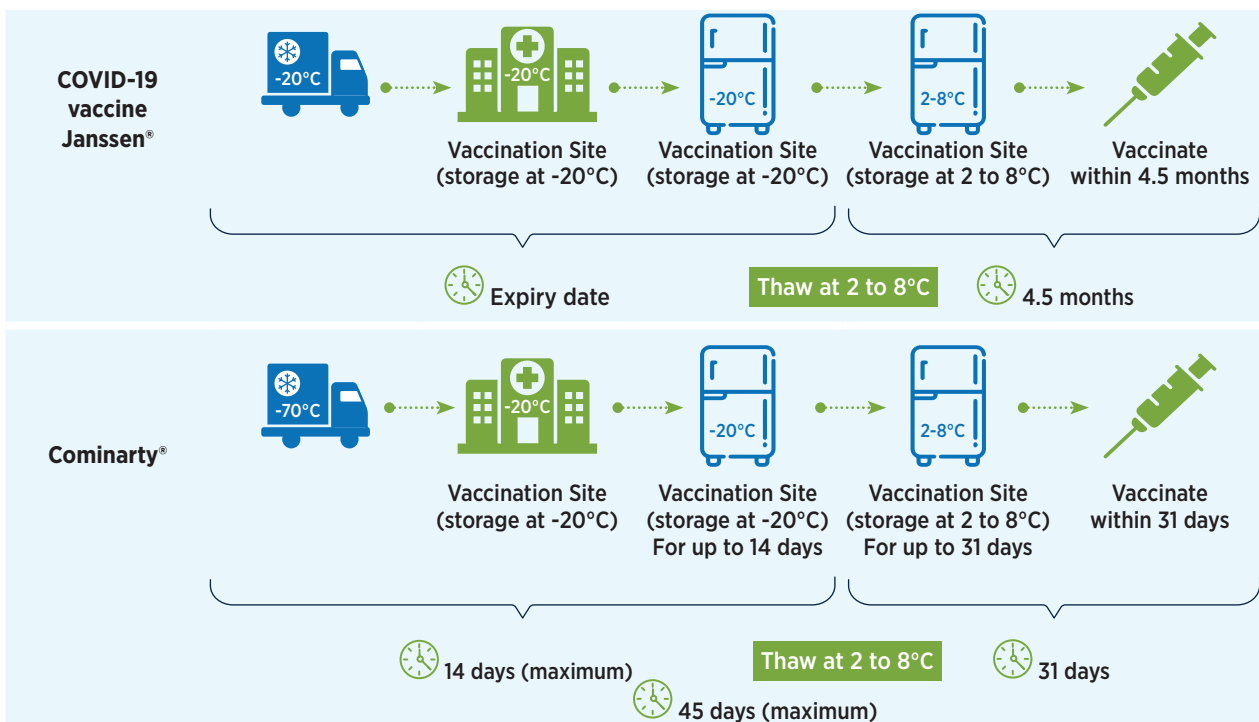 COVID-19
vaccine
Janssen®
-20°C
-20°C
-20°C
2-8°C
Vaccination Site
(storage at -20°C)
Vaccination Site
(storage at -20°C)
Vaccination Site
(storage at 2 to 8°C)
Vaccinate
within 4.5 months
Expiry date
Thaw at 2 to 8°C
4.5 months
Cominarty®
-70°C
-20°C
-20°C
2-8°C
Vaccination Site
(storage at -20°C)
Vaccination Site
(storage at -20°C)
For up to 14 days
Vaccination Site
(storage at 2 to 8°C)
For up to 31 days
Vaccinate
within 31 days
14 days (maximum)
Thaw at 2 to 8°C
31 days
45 days (maximum)